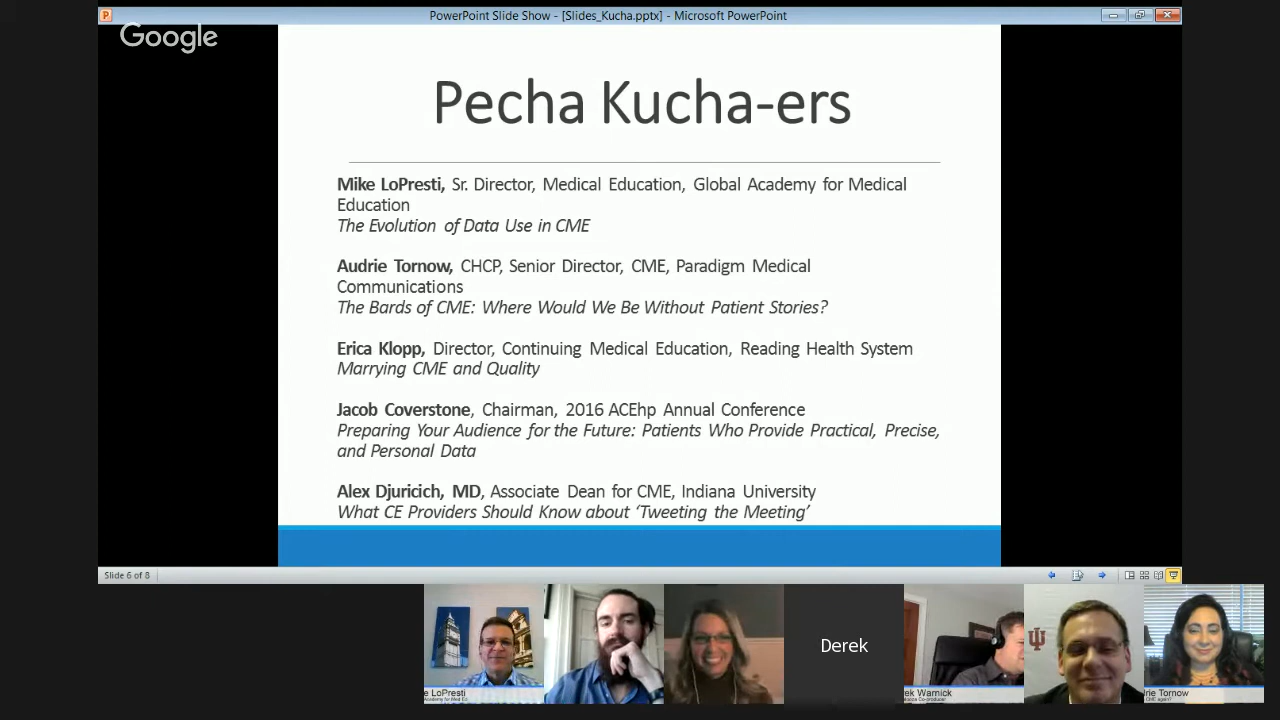 PowerPoint Slide Show - [Slides_Kucha.pptx] - Microsoft PowerPoint
Google
Pecha Kucha-ers
Mike LoPresti, Sr. Director, Medical Education, Global Academy for Medical
Education
The Evolution of Data Use in CME
Audrie Tornow, CHCP, Senior Director, CME, Paradigm Medical
Communications
The Bards of CME: Where Would We Be Without Patient Stories?
Erica Klopp, Director, Continuing Medical Education, Reading Health System
Marrying CME and Quality
Jacob Coverstone, Chairman, 2016 ACEhp Annual Conference
Preparing Your Audience for the Future: Patients Who Provide Practical, Precise,
and Personal Data
Alex Djuricich, MD, Associate Dean for CME, Indiana University
What CE Providers Should Know about ‘Tweeting the Meeting’
Slide 6 of 8
Derek
e LoPresti
rek Warnick
rie Tornow